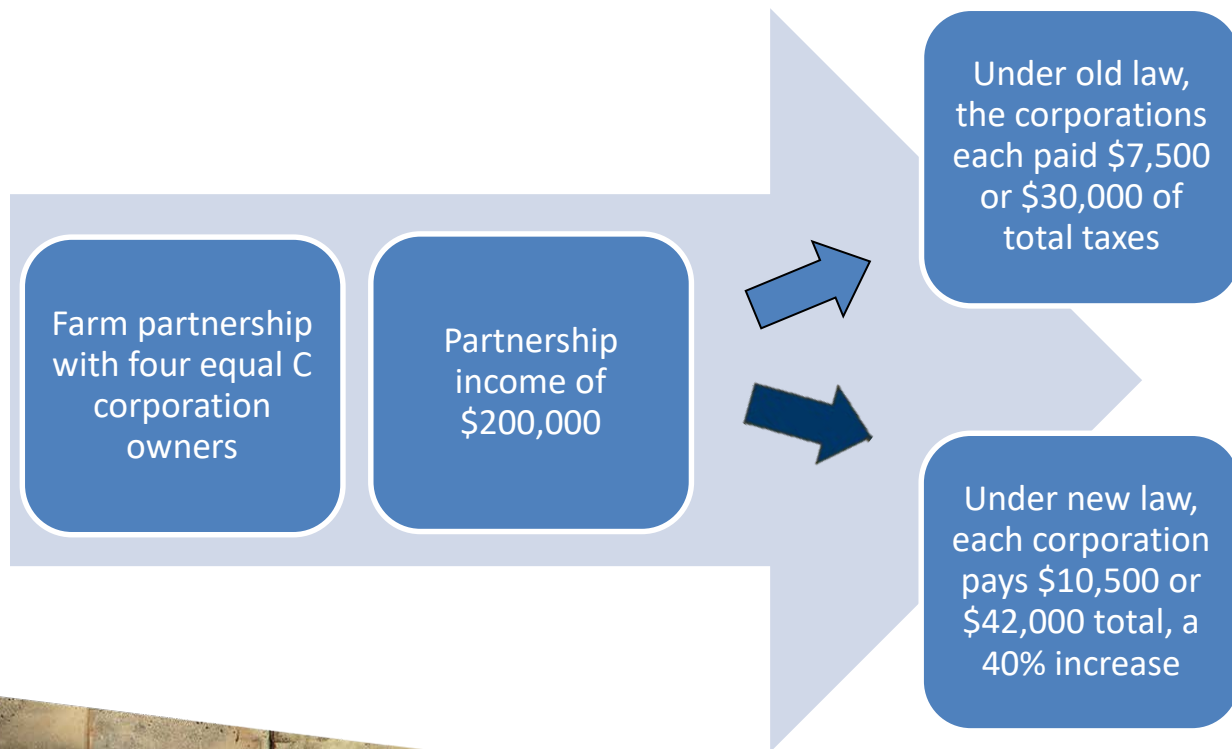 Farm partnership
with four equal C
corporation
owners
Partnership
income of
$200,000
Under old law,
the corporations
each paid $7,500
or $30,000 of
total taxes
Under new law,
each corporation
pays $10,500 or
$42,000 total, a
40% increase